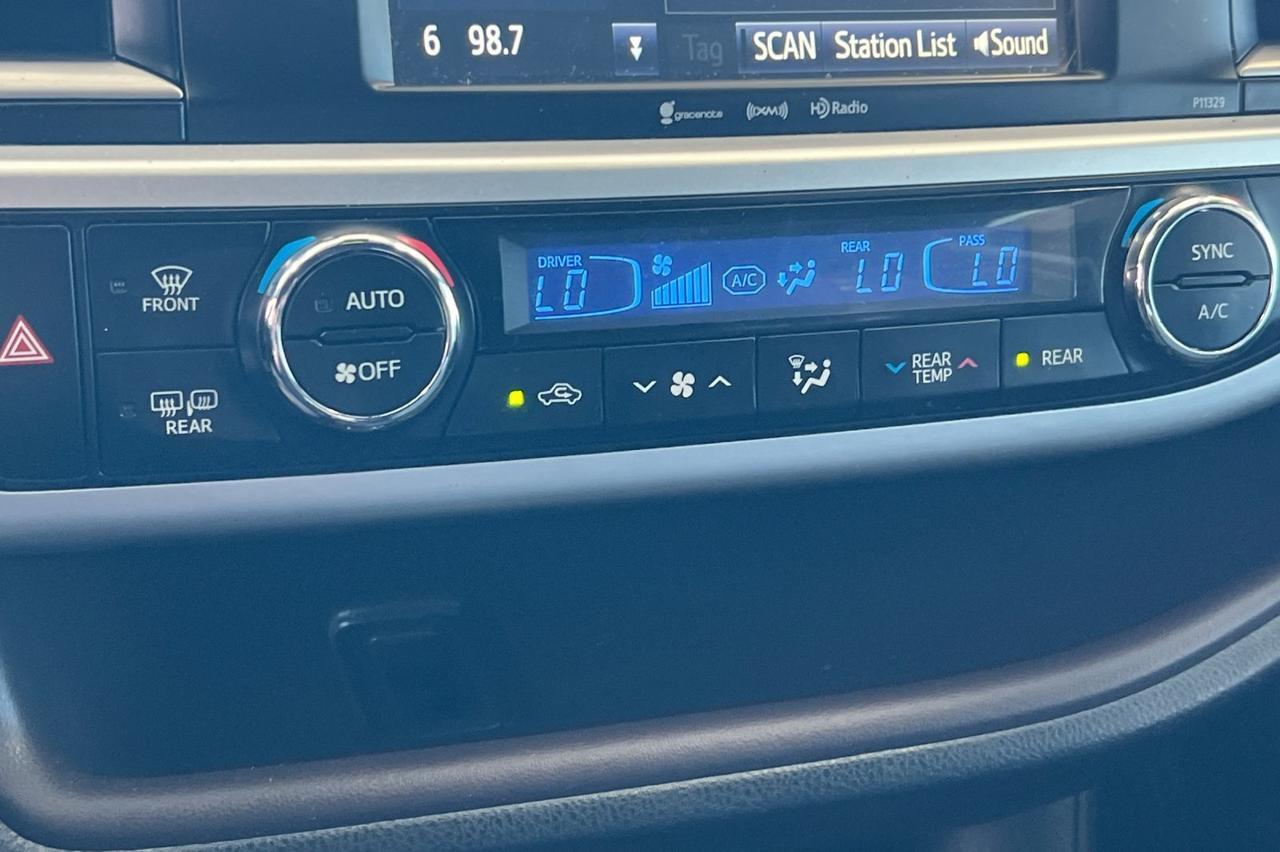 6 98.7 Tag SCAN Station List Sound
gracenote ((XM)) HD Radio P11329
FRONT
REAR
AUTO
OFF
DRIVER
LO
A/C
REAR
LO
PASS
LO
REAR
TEMP
REAR
SYNC
A/C